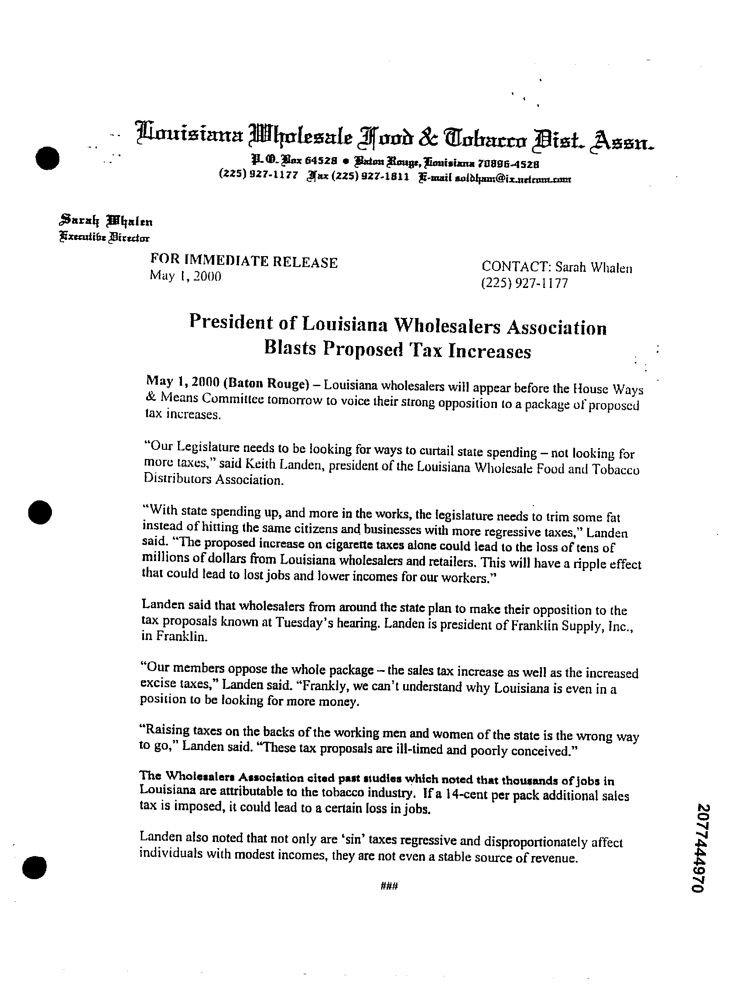 Louisiana Wholesale Food & Tobacco Dist. Assn.
P. O. Box 64528 • Baton Rouge, Louisiana 70896-4528
(225) 927-1177 Fax (225) 927-1811 E-mail soldham@ix.netcom.com
Sarah Whalen
Executive Director
FOR IMMEDIATE RELEASE
May 1, 2000
CONTACT: Sarah Whalen
(225) 927-1177
President of Louisiana Wholesalers Association
Blasts Proposed Tax Increases
May 1, 2000 (Baton Rouge) – Louisiana wholesalers will appear before the House Ways
& Means Committee tomorrow to voice their strong opposition to a package of proposed
tax increases.
"Our Legislature needs to be looking for ways to curtail state spending – not looking for
more taxes," said Keith Landen, president of the Louisiana Wholesale Food and Tobacco
Distributors Association.
"With state spending up, and more in the works, the legislature needs to trim some fat
instead of hitting the same citizens and businesses with more regressive taxes," Landen
said. "The proposed increase on cigarette taxes alone could lead to the loss of tens of
millions of dollars from Louisiana wholesalers and retailers. This will have a ripple effect
that could lead to lost jobs and lower incomes for our workers."
Landen said that wholesalers from around the state plan to make their opposition to the
tax proposals known at Tuesday's hearing. Landen is president of Franklin Supply, Inc.,
in Franklin.
"Our members oppose the whole package – the sales tax increase as well as the increased
excise taxes," Landen said. "Frankly, we can't understand why Louisiana is even in a
position to be looking for more money.
"Raising taxes on the backs of the working men and women of the state is the wrong way
to go," Landen said. "These tax proposals are ill-timed and poorly conceived."
The Wholesalers Association cited past studies which noted that thousands of jobs in
Louisiana are attributable to the tobacco industry. If a 14-cent per pack additional sales
tax is imposed, it could lead to a certain loss in jobs.
Landen also noted that not only are 'sin' taxes regressive and disproportionately affect
individuals with modest incomes, they are not even a stable source of revenue.
###
2077444970